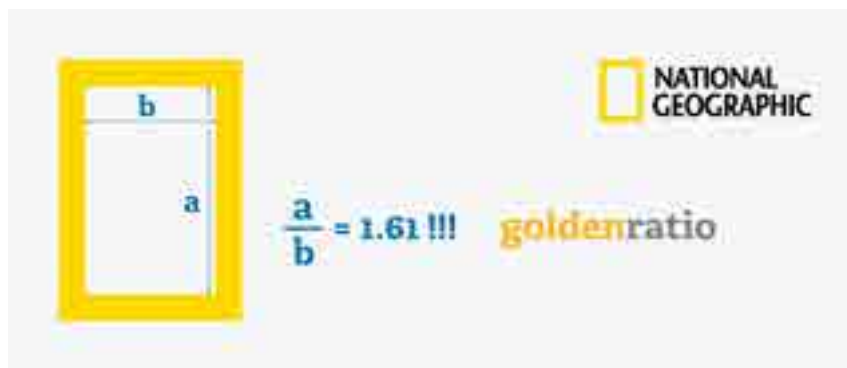 b
a
a
b
= 1.61 !!!
goldenratio
NATIONAL
GEOGRAPHIC